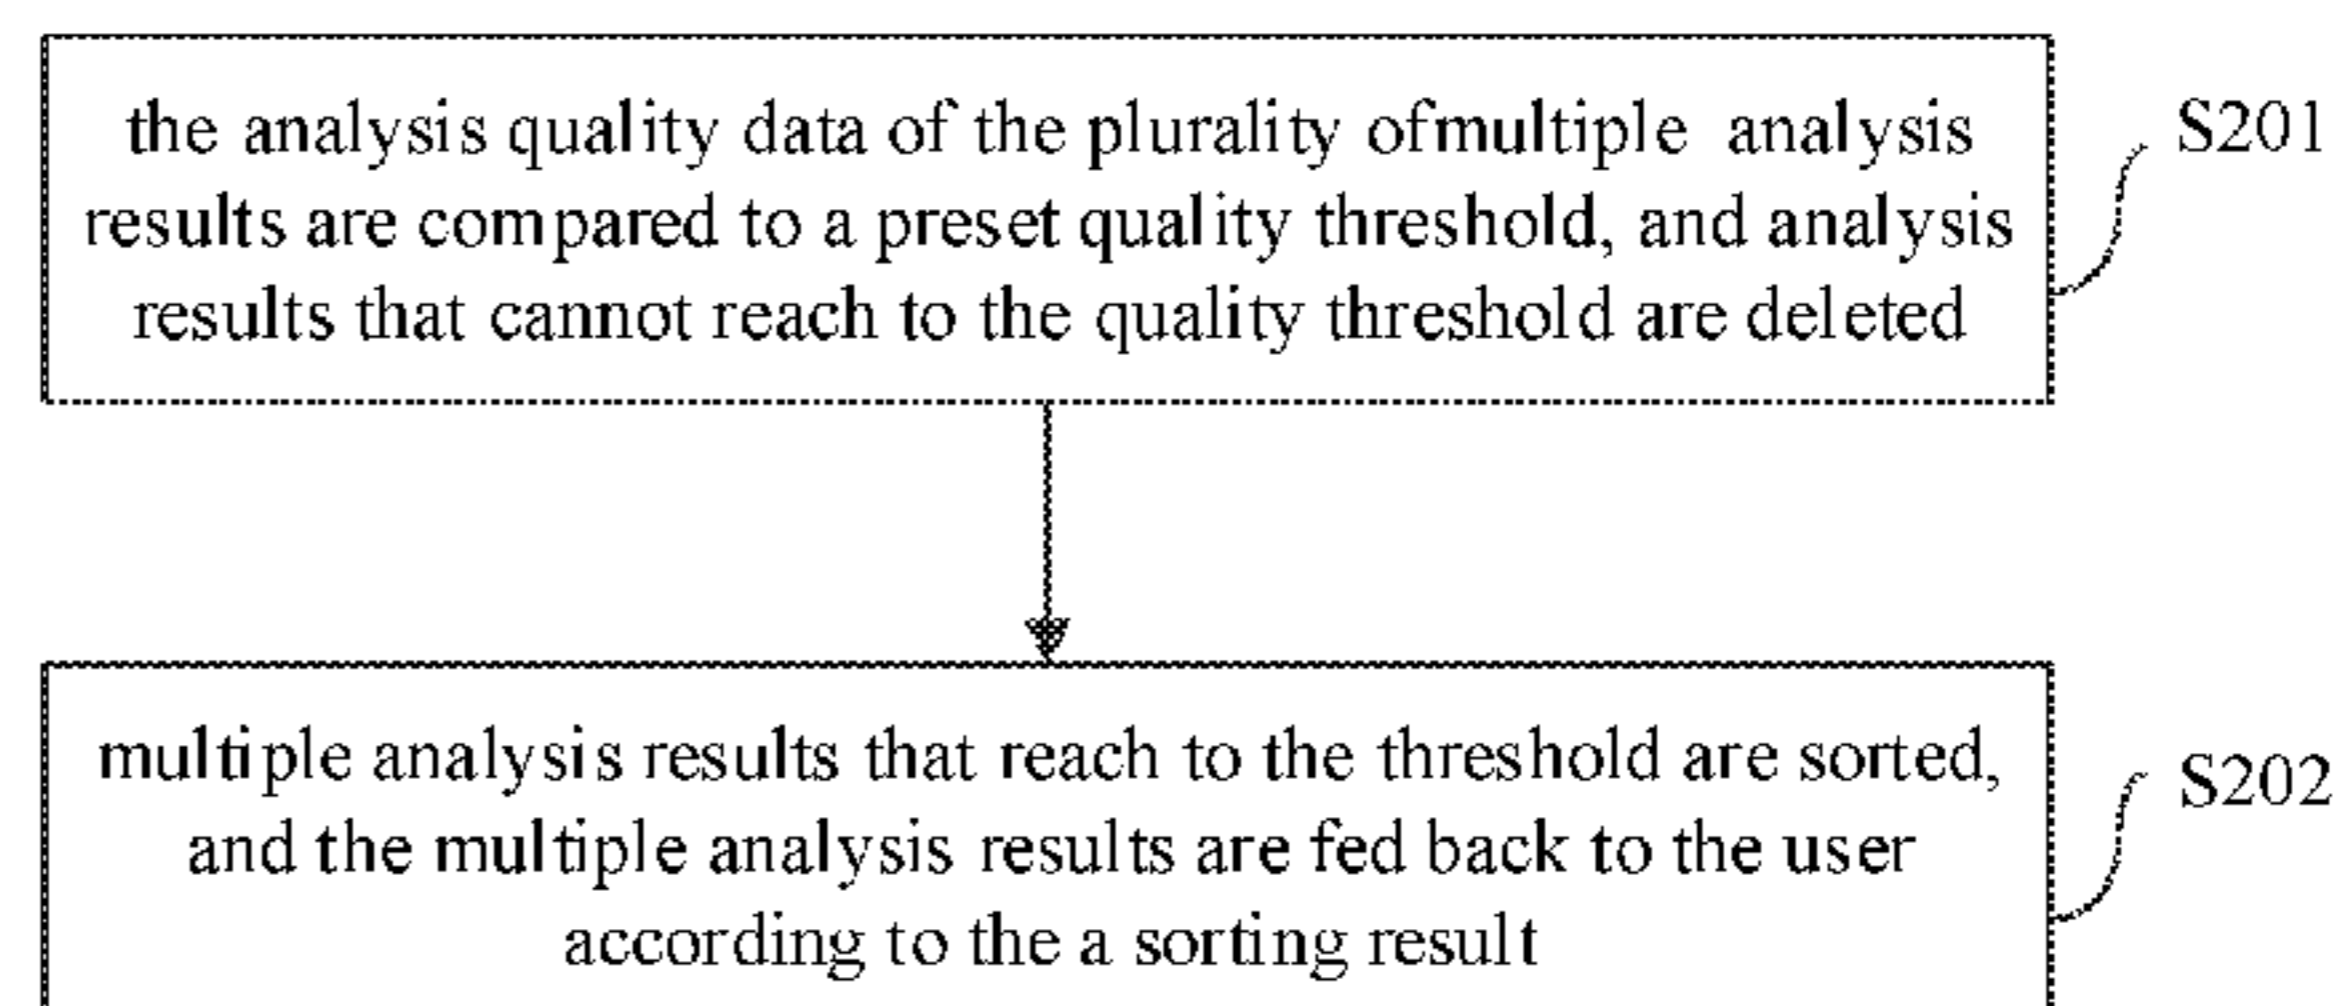 the analysis quality data of the plurality ofmultiple analysis
results are compared to a preset quality threshold, and analysis
results that cannot reach to the quality threshold are deleted
S201
multiple analysis results that reach to the threshold are sorted,
and the multiple analysis results are fed back to the user
according to the a sorting result
S202